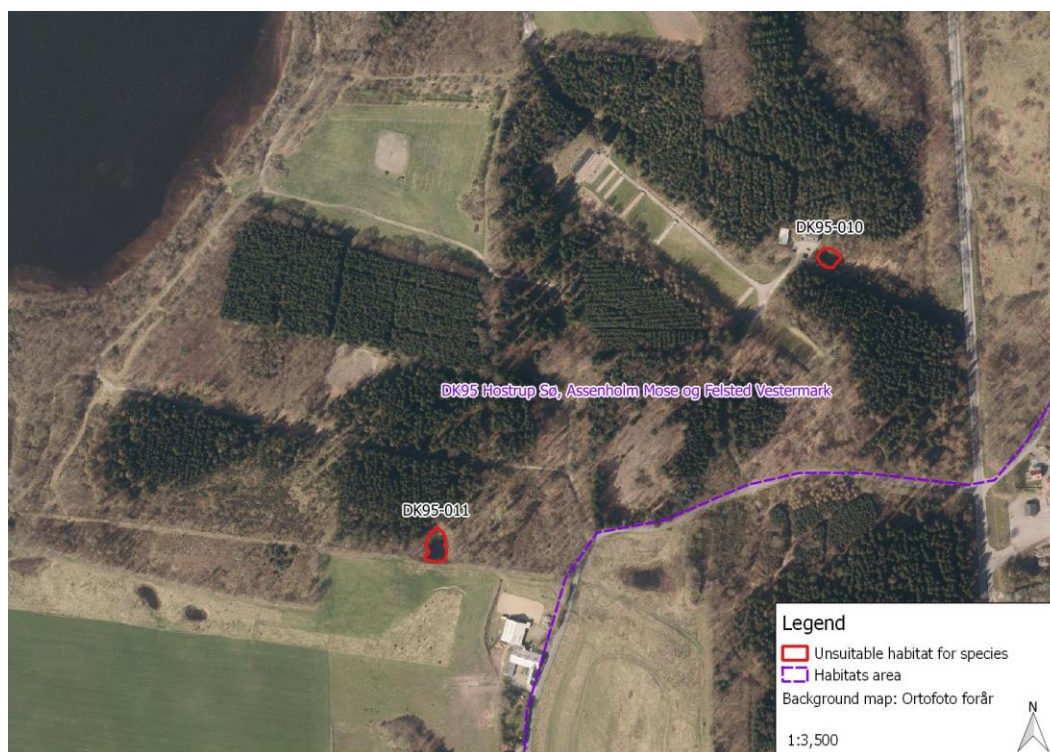 DK95-010
DK95 Hostrup Sø, Assenholm Mose og Felsted Vestermark
DK95-011
Legend
Unsuitable habitat for species
Habitats area
Background map: Ortofoto forår
1:3,500
N